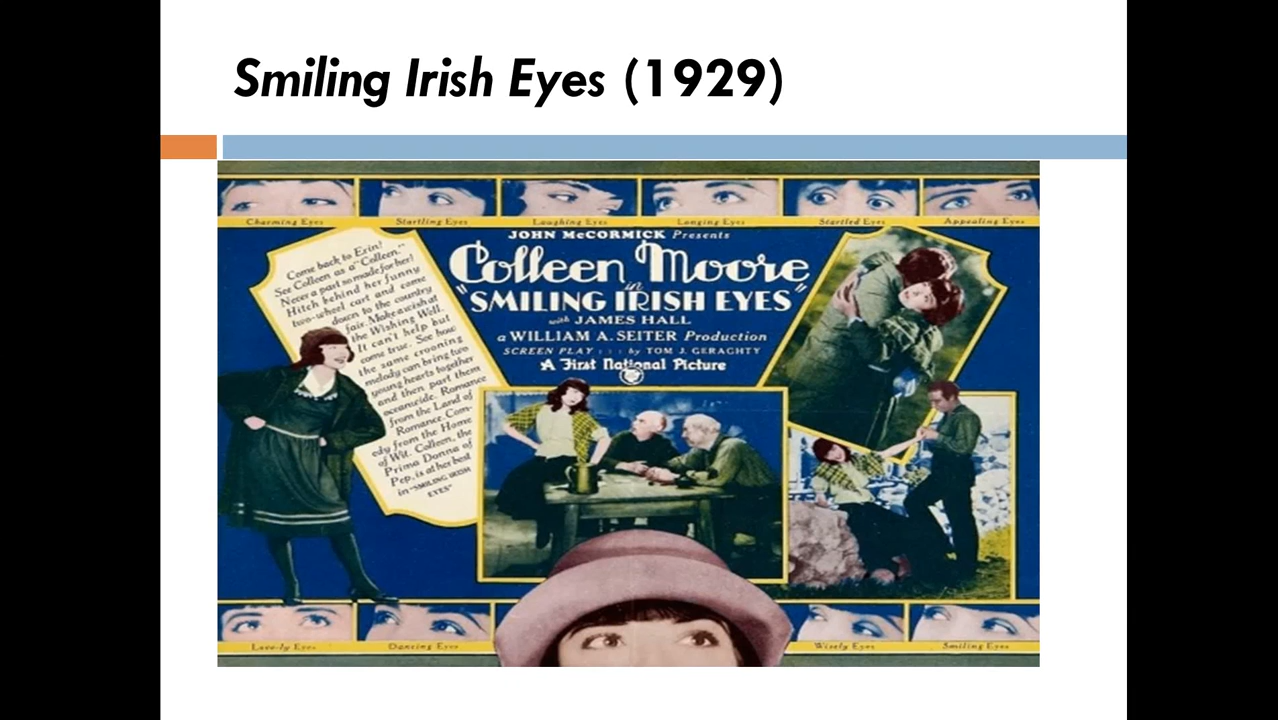 Smiling Irish Eyes (1929)
Charming Eyes
Startling Eyes
Laughing Eyes
Longing Eyes
Startled Eyes
Appealing Eyes
JOHN McCORMICK Presents
Colleen Moore
in
"SMILING IRISH EYES"
with JAMES HALL
a WILLIAM A. SEITER Production
SCREEN PLAY : : : by TOM J. GERAGHTY
A First National Picture
Come back to Erin!
See Colleen as a "Colleen."
Never a part so made for her!
Hitch behind her funny
two-wheel cart and come
down to the country
fair. Make a wish at
the Wishing Well.
It can't help but
come true. See how
the same crooning
melody can bring two
young hearts together
and then part them
oceanwide. Romance
from the Land of
Romance. Com-
edy from the Home
of Wit. Colleen, the
Prima Donna of
Pep, is at her best
in "SMILING IRISH
EYES"
Love-ly Eyes
Dancing Eyes
Wisely Eyes
Smiling Eyes